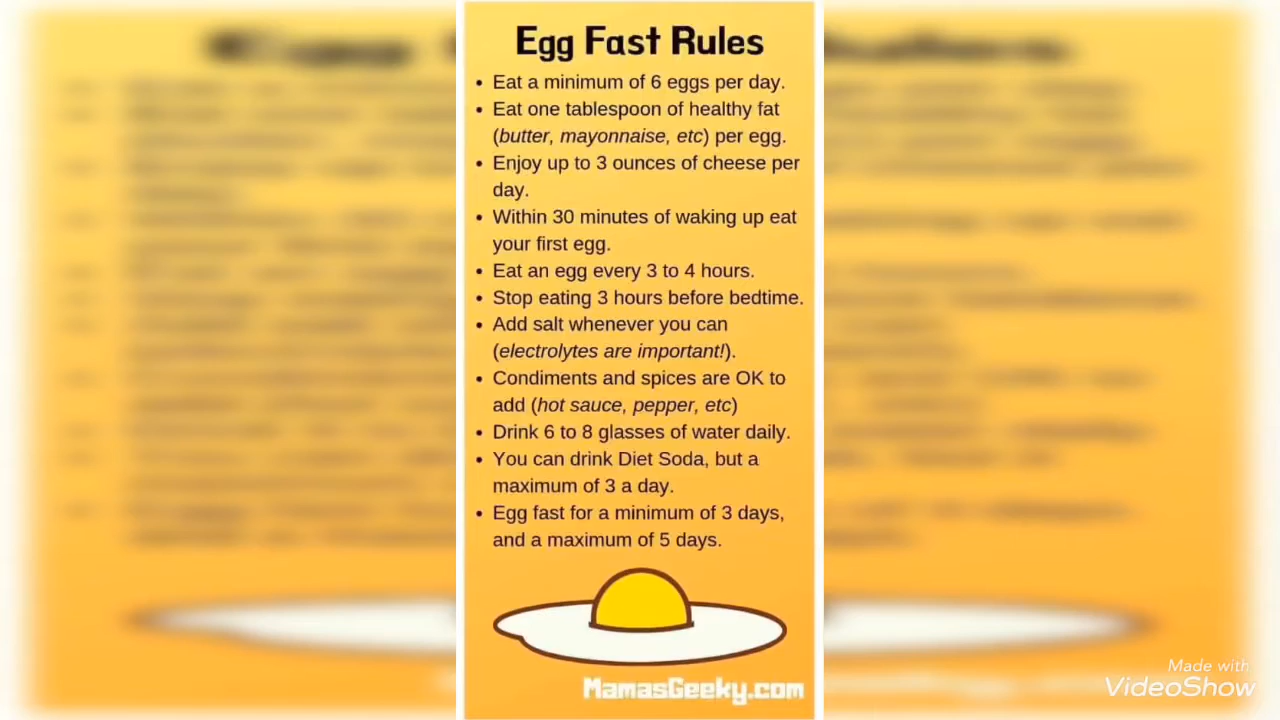 Egg Fast Rules
• Eat a minimum of 6 eggs per day.
• Eat one tablespoon of healthy fat
(butter, mayonnaise, etc) per egg.
• Enjoy up to 3 ounces of cheese per
day.
• Within 30 minutes of waking up eat
your first egg.
• Eat an egg every 3 to 4 hours.
• Stop eating 3 hours before bedtime.
• Add salt whenever you can
(electrolytes are important!).
• Condiments and spices are OK to
add (hot sauce, pepper, etc)
• Drink 6 to 8 glasses of water daily.
• You can drink Diet Soda, but a
maximum of 3 a day.
• Egg fast for a minimum of 3 days,
and a maximum of 5 days.
MamasGeeky.com
Made with
VideoShow